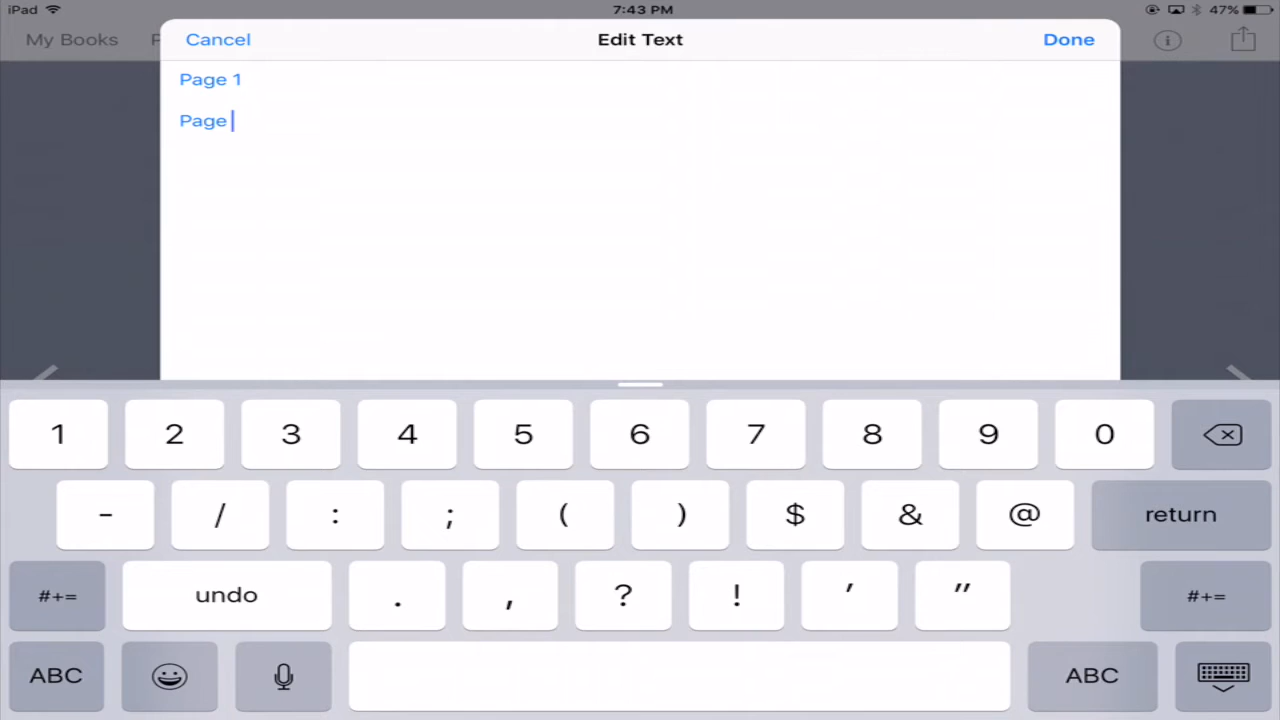 iPad 7:43 PM 47%
My Books P
Cancel Edit Text Done
Page 1
Page
1 2 3 4 5 6 7 8 9 0
- / : ; ( ) $ & @ return
#+= undo . , ? ! ' " #+=
ABC ABC